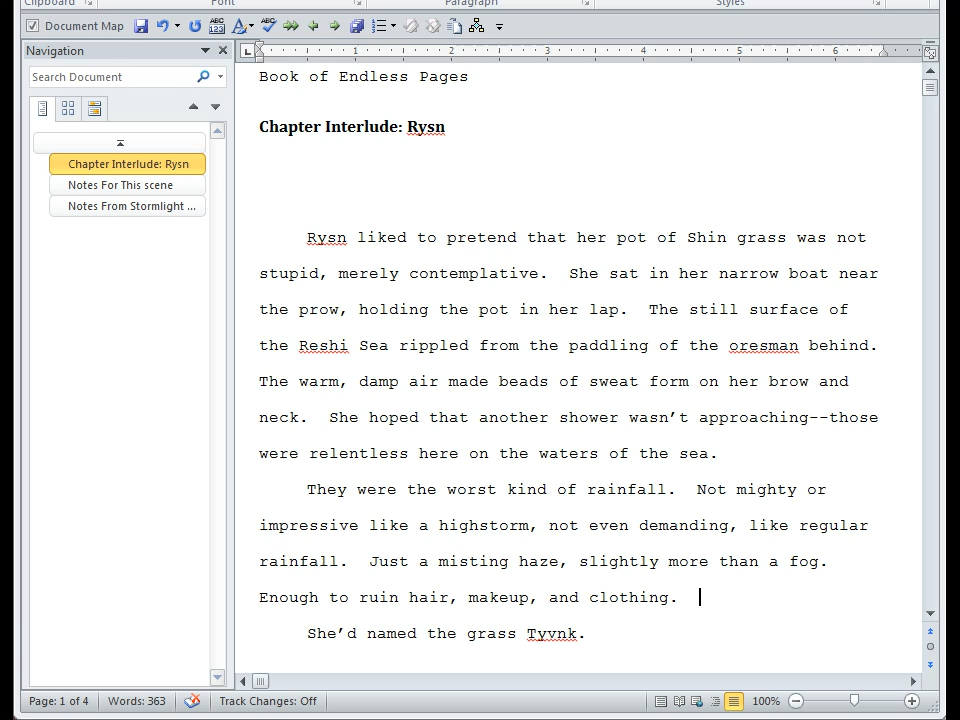 Clipboard Font Paragraph Styles
Document Map
Navigation
Search Document
Chapter Interlude: Rysn
Notes For This scene
Notes From Stormlight ...
1 2 3 4 5 6
Book of Endless Pages
Chapter Interlude: Rysn
Rysn liked to pretend that her pot of Shin grass was not
stupid, merely contemplative. She sat in her narrow boat near
the prow, holding the pot in her lap. The still surface of
the Reshi Sea rippled from the paddling of the oresman behind.
The warm, damp air made beads of sweat form on her brow and
neck. She hoped that another shower wasn’t approaching--those
were relentless here on the waters of the sea.
They were the worst kind of rainfall. Not mighty or
impressive like a highstorm, not even demanding, like regular
rainfall. Just a misting haze, slightly more than a fog.
Enough to ruin hair, makeup, and clothing.
She’d named the grass Tyvnk.
Page: 1 of 4 Words: 363 Track Changes: Off 100%